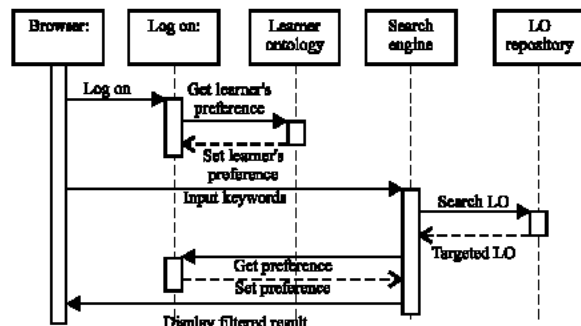 Browser:
Log on:
Learner
ontology
Search
engine
LO
repository
Log on
Get learner's
preference
Set learner's
preference
Input keywords
Search LO
Targeted LO
Get preference
Set preference
Display filtered result